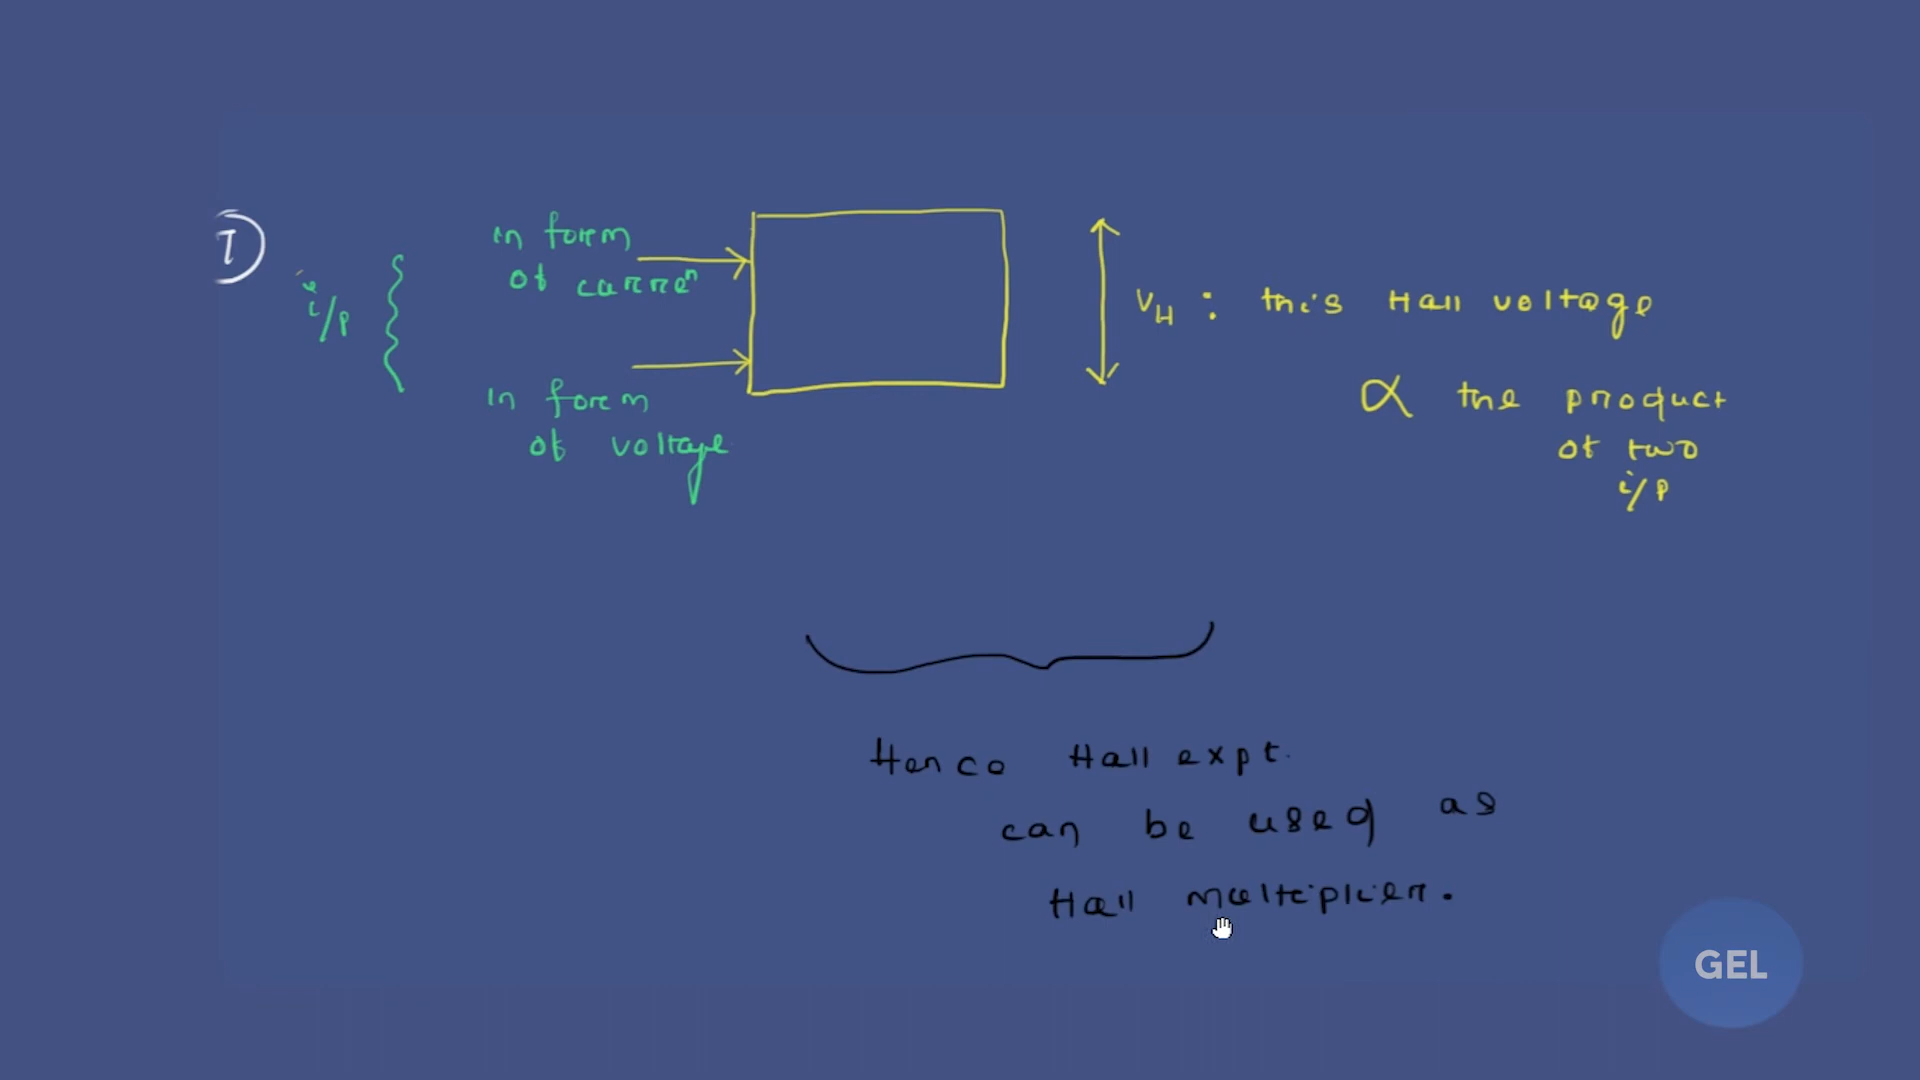 I
i/p
in form
of curren
in form
of voltage
VH : this Hall voltage
∝ the product
of two
i/p
Hence Hall expt.
can be used as
Hall multiplier.
GEL